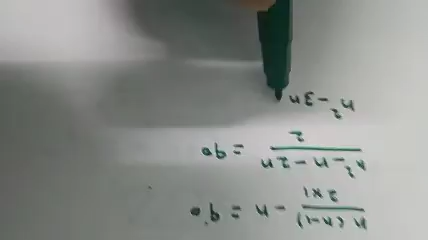 n(n-1)/2×1 - n = 90
n²-n-2n/2 = 90
n²-3n